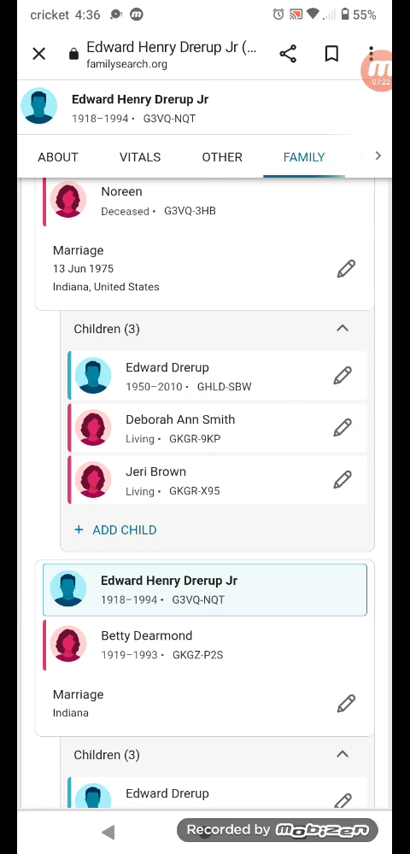 cricket 4:36 55%
Edward Henry Drerup Jr (...
familysearch.org
07:22
Edward Henry Drerup Jr
1918–1994 • G3VQ-NQT
ABOUT VITALS OTHER FAMILY
Noreen
Deceased • G3VQ-3HB
Marriage
13 Jun 1975
Indiana, United States
Children (3)
Edward Drerup
1950–2010 • GHLD-SBW
Deborah Ann Smith
Living • GKGR-9KP
Jeri Brown
Living • GKGR-X95
+ ADD CHILD
Edward Henry Drerup Jr
1918–1994 • G3VQ-NQT
Betty Dearmond
1919–1993 • GKGZ-P2S
Marriage
Indiana
Children (3)
Edward Drerup
Recorded by mobizen